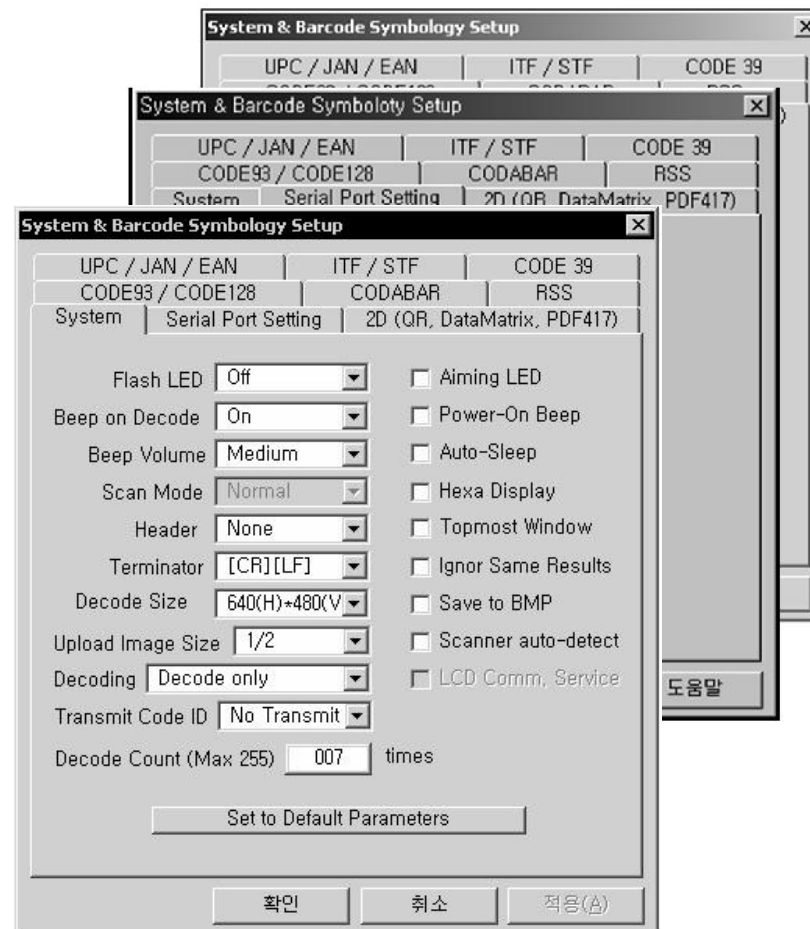 System & Barcode Symbology Setup
UPC / JAN / EAN ITF / STF CODE 39
System & Barcode Symboloty Setup
UPC / JAN / EAN ITF / STF CODE 39
CODE93 / CODE128 CODABAR RSS
System Serial Port Setting 2D (QR, DataMatrix, PDF417)
도움말
System & Barcode Symbology Setup
UPC / JAN / EAN ITF / STF CODE 39
CODE93 / CODE128 CODABAR RSS
System Serial Port Setting 2D (QR, DataMatrix, PDF417)
Flash LED Off Aiming LED
Beep on Decode On Power-On Beep
Beep Volume Medium Auto-Sleep
Scan Mode Normal Hexa Display
Header None Topmost Window
Terminator [CR][LF] Ignor Same Results
Decode Size 640(H)*480(V Save to BMP
Upload Image Size 1/2 Scanner auto-detect
Decoding Decode only LCD Comm, Service
Transmit Code ID No Transmit
Decode Count (Max 255) 007 times
Set to Default Parameters
확인 취소 적용(A)